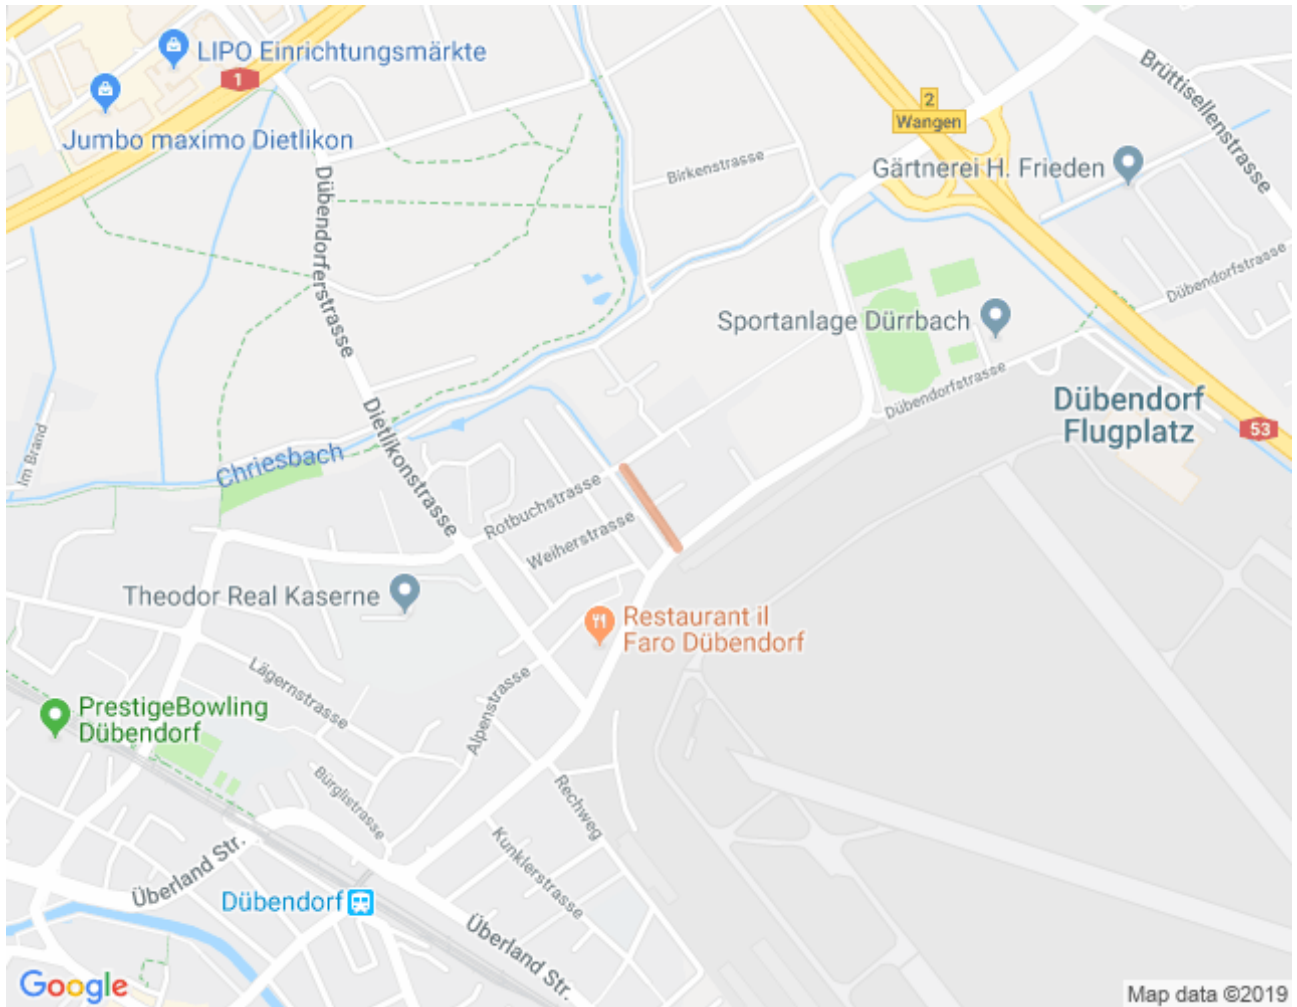 LIPO Einrichtungsmärkte
1
Jumbo maximo Dietlikon
2
Wangen
Brüttisellenstrasse
Birkenstrasse
Gärtnerei H. Frieden
Dübendorferstrasse
Dübendorfstrasse
Sportanlage Dürrbach
Dübendorfstrasse
Dübendorf
Flugplatz
53
Dietlikonstrasse
Im Brand
Chriesbach
Rotbuchstrasse
Weiherstrasse
Theodor Real Kaserne
Restaurant il
Faro Dübendorf
Lägernstrasse
Alpenstrasse
PrestigeBowling
Dübendorf
Bürglistrasse
Rechweg
Kunklerstrasse
Überland Str.
Dübendorf
Überland Str.
Google
Map data ©2019